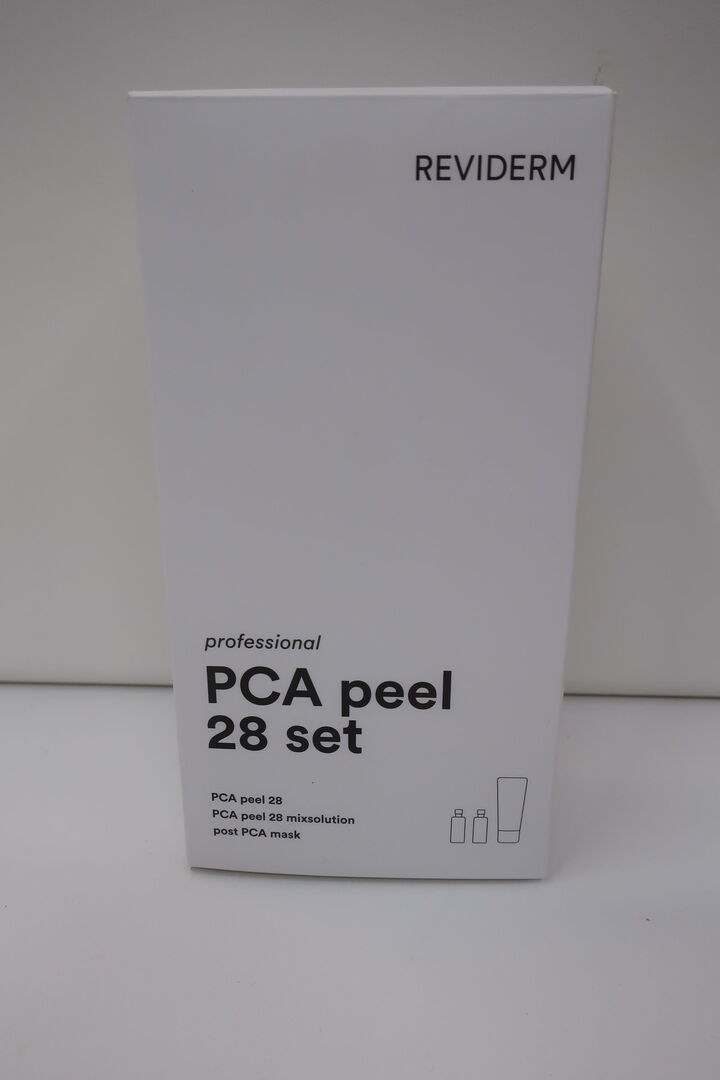 REVIDERM
professional
PCA peel
28 set
PCA peel 28
PCA peel 28 mixsolution
post PCA mask